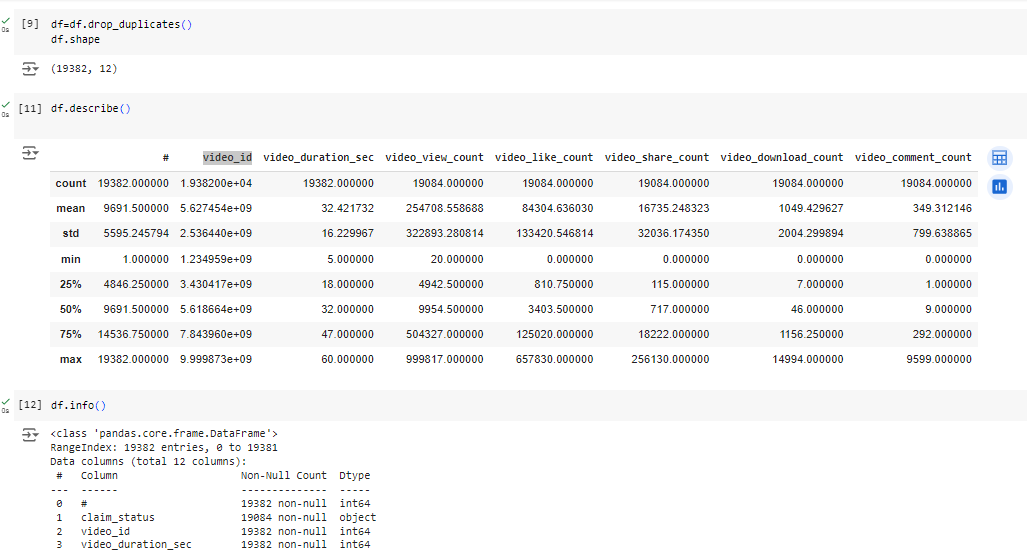 [9] df=df.drop_duplicates()
df.shape
0s
(19382, 12)
[11] df.describe()
0s
# video_id video_duration_sec video_view_count video_like_count video_share_count video_download_count video_comment_count
count 19382.000000 1.938200e+04 19382.000000 19084.000000 19084.000000 19084.000000 19084.000000 19084.000000
mean 9691.500000 5.627454e+09 32.421732 254708.558688 84304.636030 16735.248323 1049.429627 349.312146
std 5595.245794 2.536440e+09 16.229967 322893.280814 133420.546814 32036.174350 2004.299894 799.638865
min 1.000000 1.234959e+09 5.000000 20.000000 0.000000 0.000000 0.000000 0.000000
25% 4846.250000 3.430417e+09 18.000000 4942.500000 810.750000 115.000000 7.000000 1.000000
50% 9691.500000 5.618664e+09 32.000000 9954.500000 3403.500000 717.000000 46.000000 9.000000
75% 14536.750000 7.843960e+09 47.000000 504327.000000 125020.000000 18222.000000 1156.250000 292.000000
max 19382.000000 9.999873e+09 60.000000 999817.000000 657830.000000 256130.000000 14994.000000 9599.000000
[12] df.info()
0s
<class 'pandas.core.frame.DataFrame'>
RangeIndex: 19382 entries, 0 to 19381
Data columns (total 12 columns):
# Column Non-Null Count Dtype
--- ------ -------------- -----
0 # 19382 non-null int64
1 claim_status 19084 non-null object
2 video_id 19382 non-null int64
3 video_duration_sec 19382 non-null int64